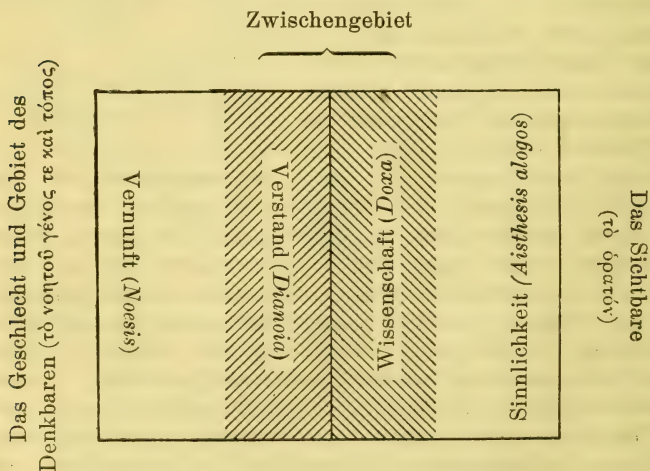 Zwischengebiet
Das Geschlecht und Gebiet des
Denkbaren (τὸ νοητοῦ γένος τε καὶ τόπος)
Vernunft (Noesis)
Verstand (Dianoia)
Wissenschaft (Doxa)
Sinnlichkeit (Aisthesis alogos)
Das Sichtbare
(τὸ ὁρατόν)